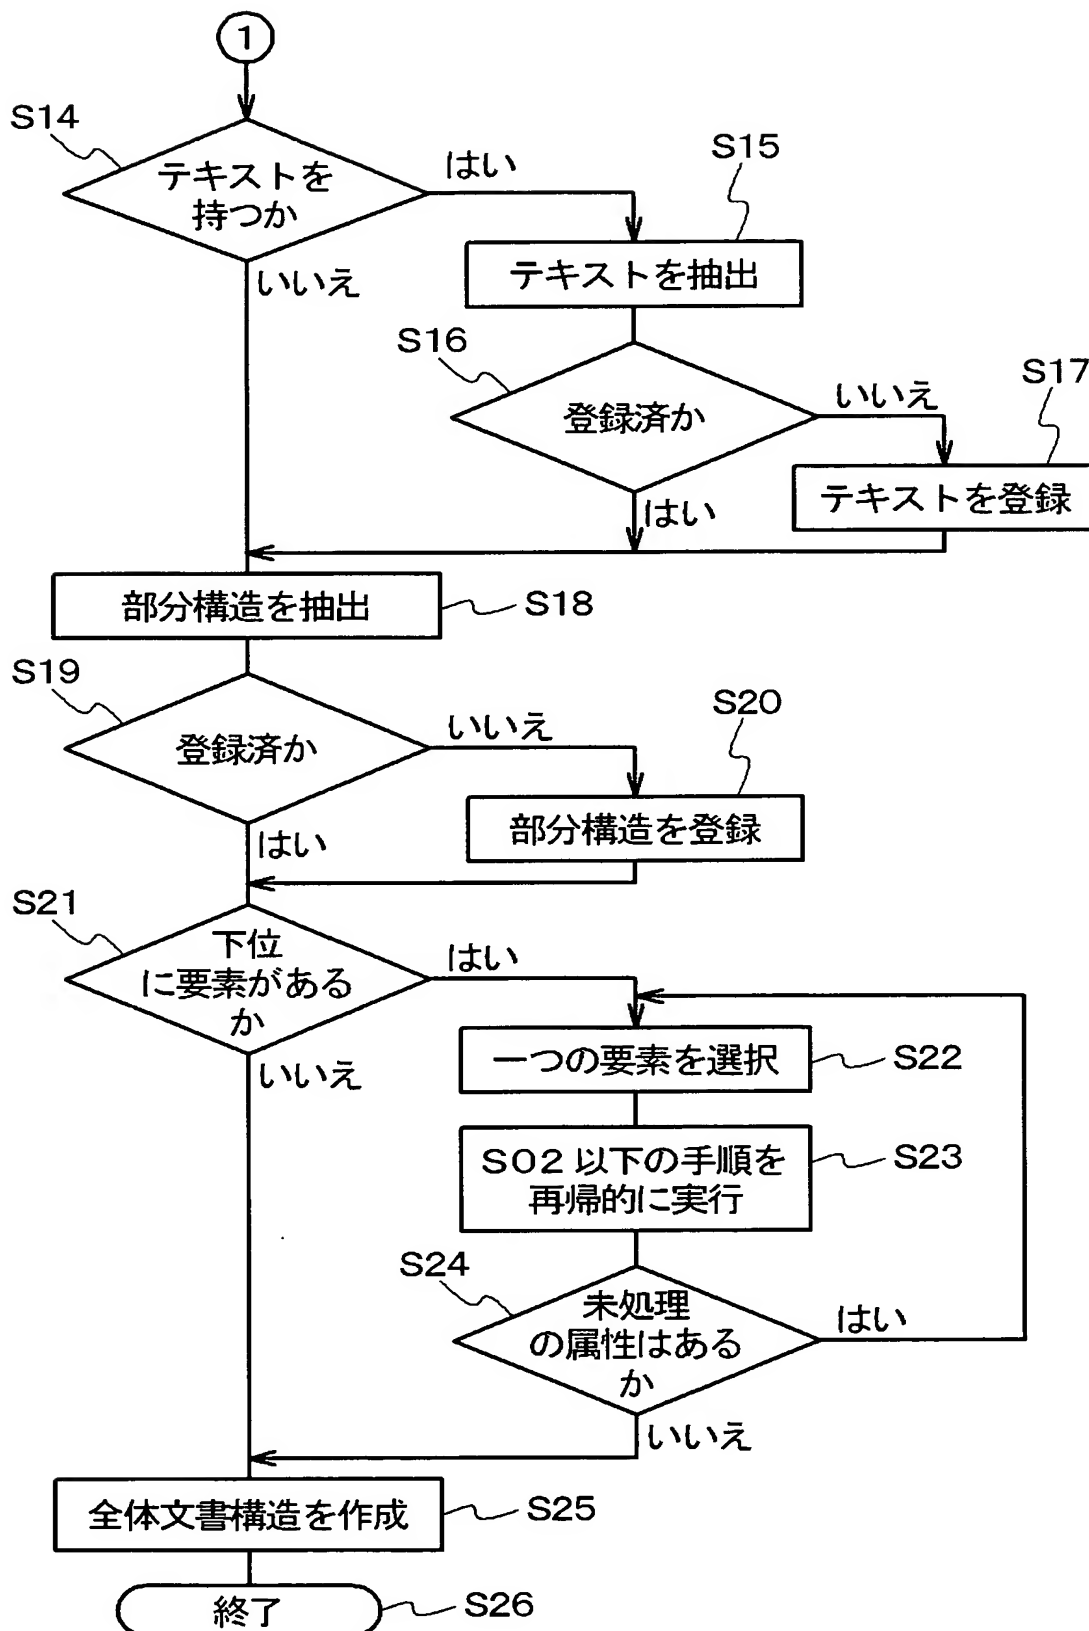 1
S14
テキストを
持つか
はい
いいえ
S15
テキストを抽出
S16
登録済か
いいえ
はい
S17
テキストを登録
部分構造を抽出
S18
S19
登録済か
いいえ
はい
S20
部分構造を登録
S21
下位
に要素がある
か
はい
いいえ
一つの要素を選択
S22
S02以下の手順を
再帰的に実行
S23
S24
未処理
の属性はある
か
はい
いいえ
全体文書構造を作成
S25
終了
S26